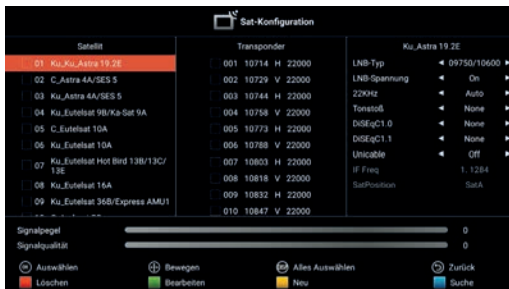 Sat-Konfiguration
Satellit
01 Ku_Ku_Astra 19.2E
02 C_Astra 4A/SES 5
03 Ku_Astra 4A/SES 5
04 Ku_Eutelsat 9B/Ka-Sat 9A
05 C_Eutelsat 10A
06 Ku_Eutelsat 10A
07 Ku_Eutelsat Hot Bird 13B/13C/
13E
08 Ku_Eutelsat 16A
09 Ku_Eutelsat 36B/Express AMU1
Transponder
001 10714 H 22000
002 10729 V 22000
003 10744 H 22000
004 10758 V 22000
005 10773 H 22000
006 10788 V 22000
007 10803 H 22000
008 10818 V 22000
009 10832 H 22000
010 10847 V 22000
Ku_Astra 19.2E
LNB-Typ 09750/10600
LNB-Spannung On
22KHz Auto
Tonstoß None
DiSEqC1.0 None
DiSEqC1.1 None
Unicable Off
IF Freq 1. 1284
SatPosition SatA
Signalpegel 0
Signalqualität 0
OK Auswählen
Bewegen
Alles Auswählen
Zurück
Löschen
Bearbeiten
Neu
Suche